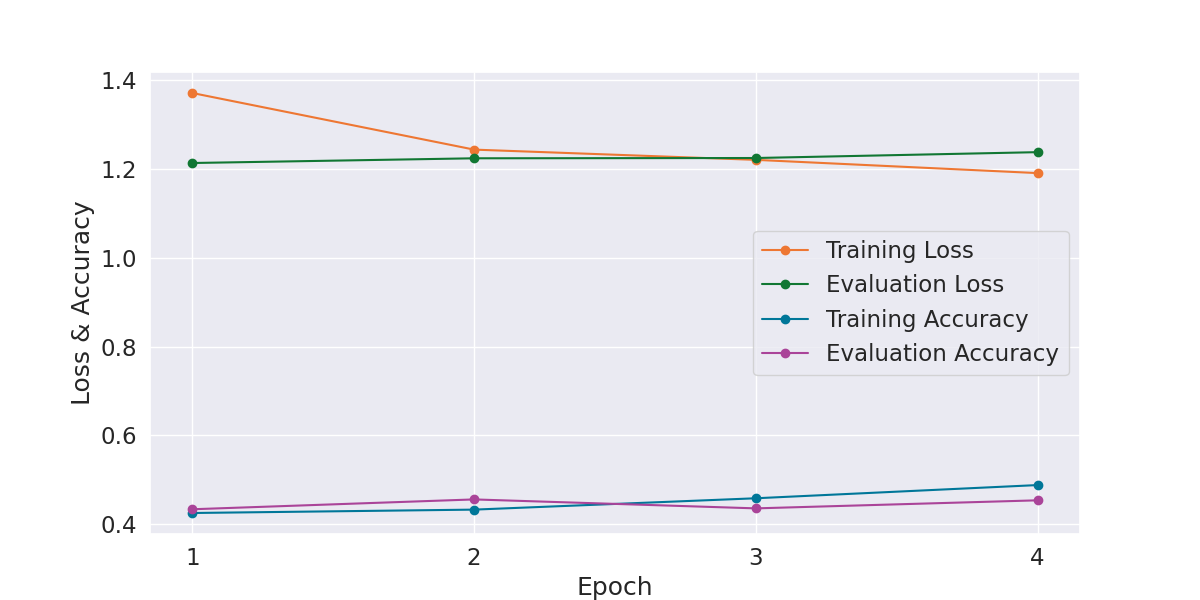 1.4
1.2
1.0
0.8
0.6
0.4
Loss & Accuracy
Training Loss
Evaluation Loss
Training Accuracy
Evaluation Accuracy
1 2 3 4
Epoch